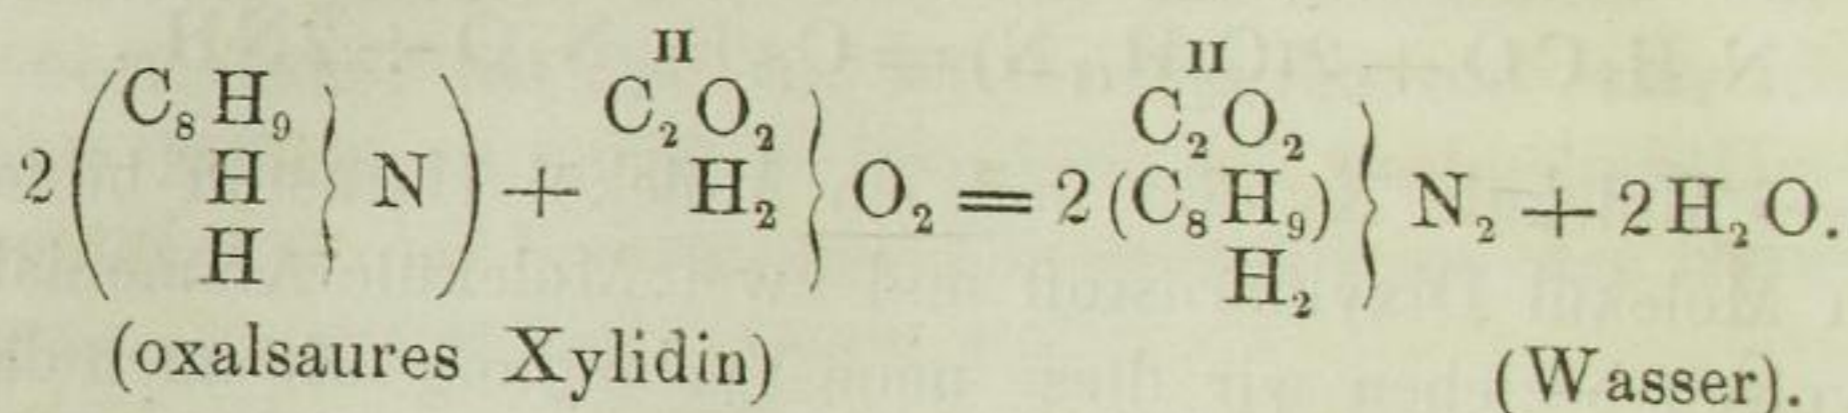 II II
C₈H₉ C₂O₂ C₂O₂
2( H } N ) + H₂ } O₂ = 2(C₈H₉) } N₂ + 2H₂O.
H H₂
(oxalsaures Xylidin) (Wasser).